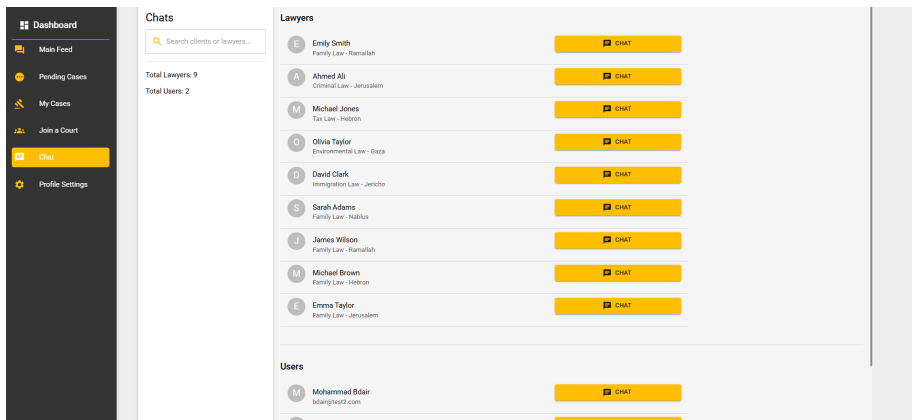 Dashboard
Main Feed
Pending Cases
My Cases
Join a Court
Chat
Profile Settings
Chats
Search clients or lawyers...
Total Lawyers: 9
Total Users: 2
Lawyers
E
Emily Smith
Family Law - Ramallah
CHAT
A
Ahmed Ali
Criminal Law - Jerusalem
CHAT
M
Michael Jones
Tax Law - Hebron
CHAT
O
Olivia Taylor
Environmental Law - Gaza
CHAT
D
David Clark
Immigration Law - Jericho
CHAT
S
Sarah Adams
Family Law - Nablus
CHAT
J
James Wilson
Family Law - Ramallah
CHAT
M
Michael Brown
Family Law - Hebron
CHAT
E
Emma Taylor
Family Law - Jerusalem
CHAT
Users
M
Mohammad Bdair
bdair@test2.com
CHAT